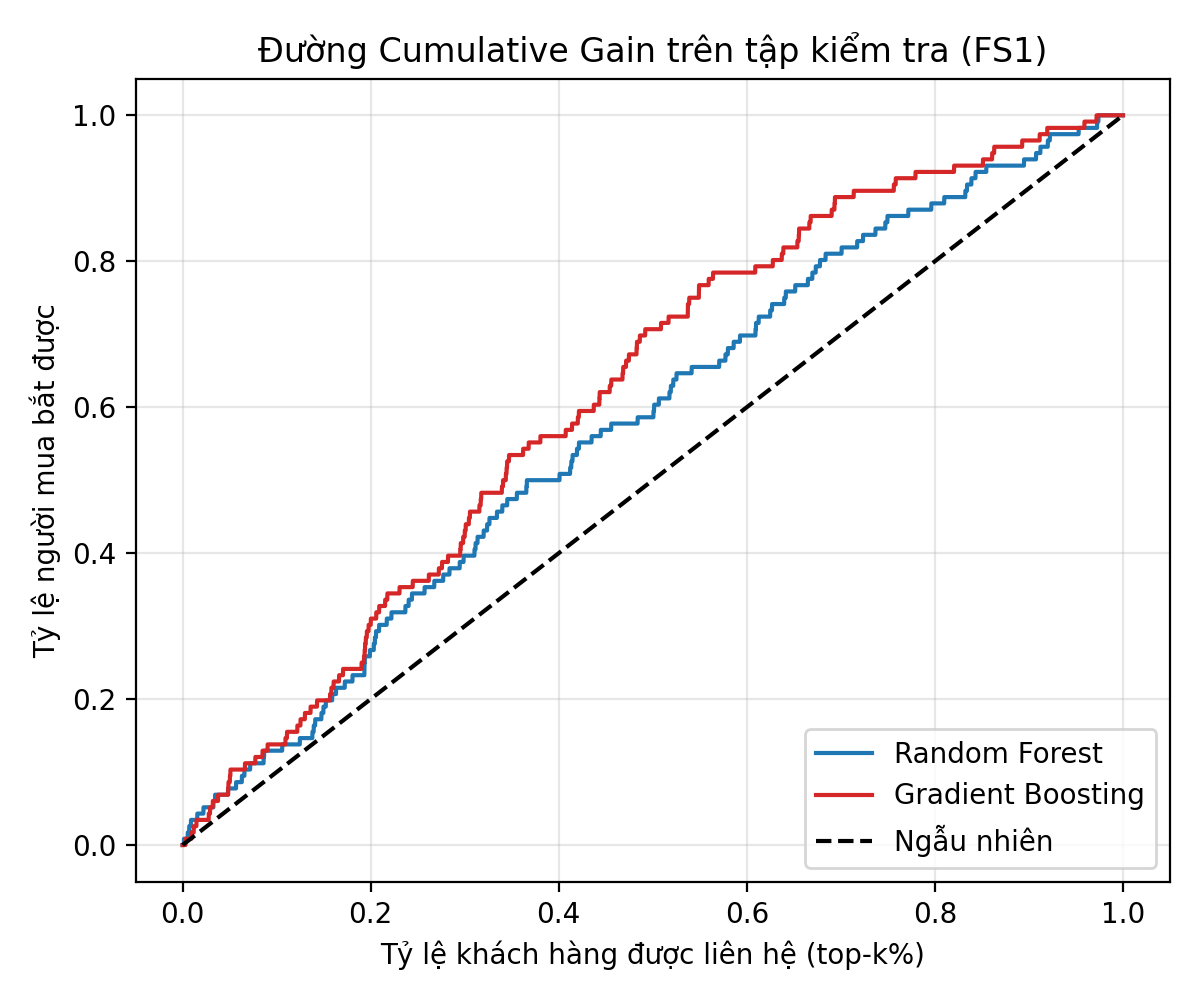 Đường Cumulative Gain trên tập kiểm tra (FS1)
Tỷ lệ người mua bắt được
1.0
0.8
0.6
0.4
0.2
0.0
Random Forest
Gradient Boosting
Ngẫu nhiên
0.0 0.2 0.4 0.6 0.8 1.0
Tỷ lệ khách hàng được liên hệ (top-k%)